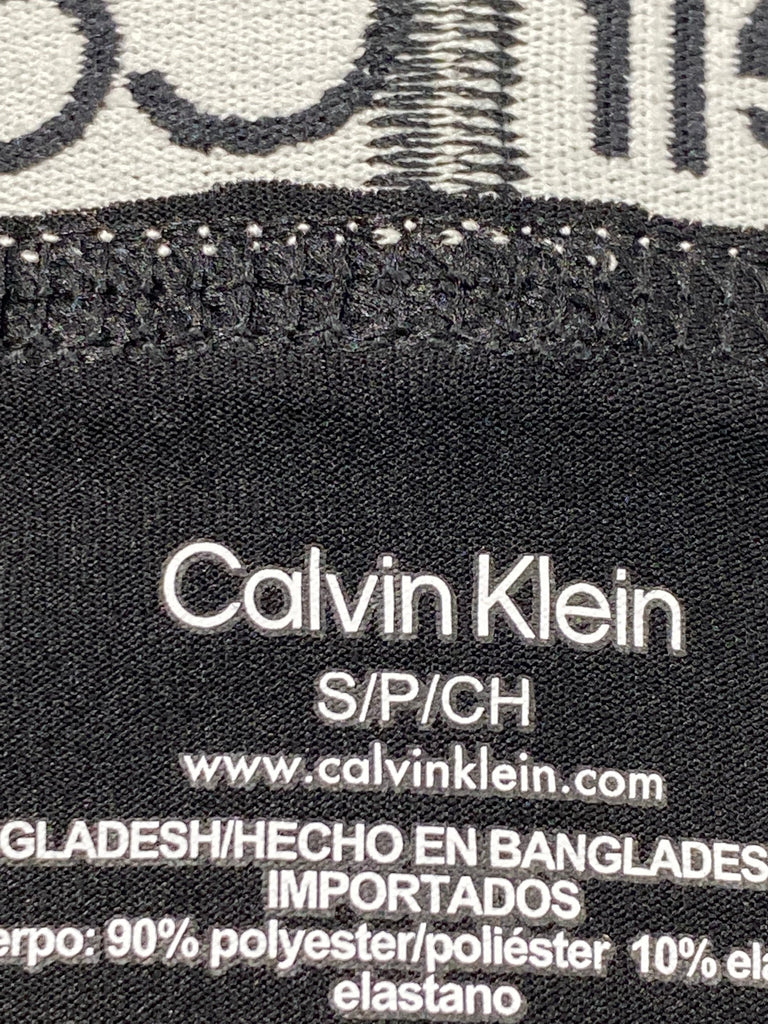 Calvin Klein
S/P/CH
www.calvinklein.com
GLADESH/HECHO EN BANGLADES
IMPORTADOS
erpo: 90% polyester/poliéster 10% ela
elastano